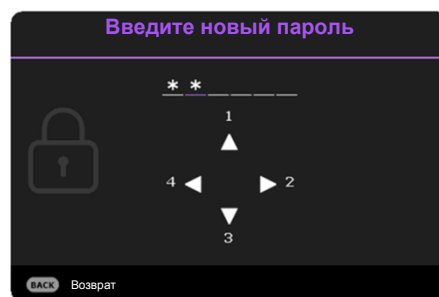 Введите новый пароль
* * _ _ _ _
1
4 2
3
BACK Возврат